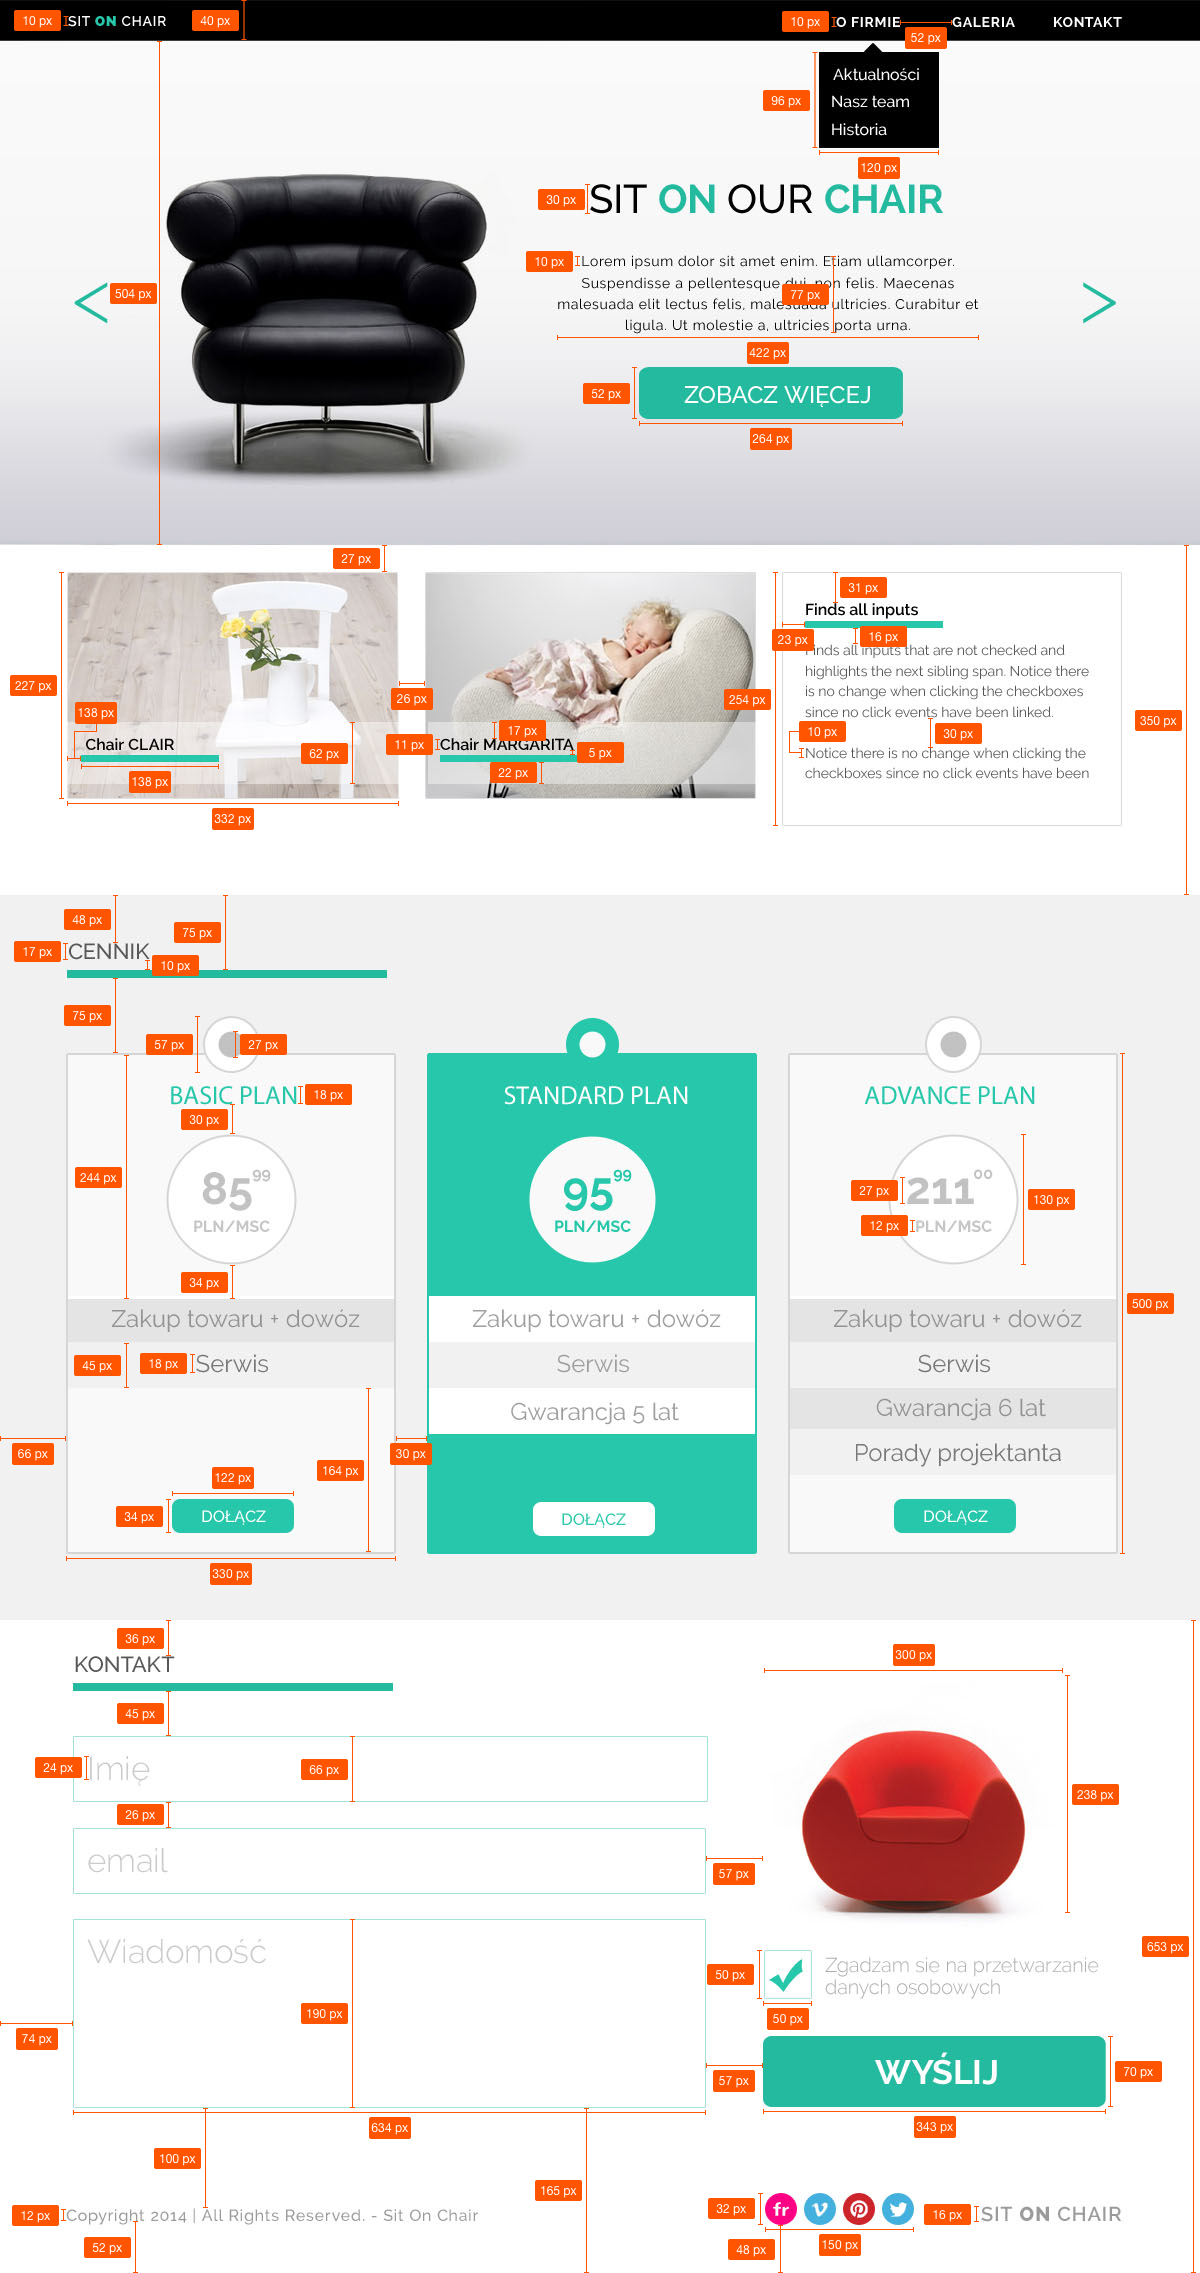 10 px
SIT ON CHAIR
40 px
10 px
O FIRMIE
52 px
GALERIA
KONTAKT
Aktualności
Nasz team
Historia
96 px
120 px
504 px
30 px
SIT ON OUR CHAIR
10 px
Lorem ipsum dolor sit amet enim. Etiam ullamcorper.
Suspendisse a pellentesque dui, non felis. Maecenas
malesuada elit lectus felis, malesuada ultricies. Curabitur et
ligula. Ut molestie a, ultricies porta urna.
77 px
422 px
52 px
ZOBACZ WIĘCEJ
264 px
27 px
227 px
138 px
Chair CLAIR
138 px
62 px
332 px
26 px
11 px
17 px
Chair MARGARITA
5 px
22 px
254 px
31 px
Finds all inputs
23 px
16 px
Finds all inputs that are not checked and
highlights the next sibling span. Notice there
is no change when clicking the checkboxes
since no click events have been linked.
10 px
30 px
Notice there is no change when clicking the
checkboxes since no click events have been
350 px
48 px
75 px
17 px
CENNIK
10 px
75 px
57 px
27 px
BASIC PLAN
18 px
30 px
244 px
85 99
PLN/MSC
34 px
Zakup towaru + dowóz
45 px
18 px
Serwis
66 px
164 px
122 px
34 px
DOŁĄCZ
330 px
30 px
STANDARD PLAN
95 99
PLN/MSC
Zakup towaru + dowóz
Serwis
Gwarancja 5 lat
DOŁĄCZ
ADVANCE PLAN
27 px
211 00
12 px
PLN/MSC
130 px
Zakup towaru + dowóz
Serwis
Gwarancja 6 lat
Porady projektanta
DOŁĄCZ
500 px
36 px
KONTAKT
45 px
24 px
Imię
66 px
26 px
email
57 px
Wiadomość
190 px
74 px
634 px
57 px
300 px
238 px
653 px
50 px
Zgadzam sie na przetwarzanie
danych osobowych
50 px
WYŚLIJ
70 px
343 px
100 px
165 px
12 px
Copyright 2014 | All Rights Reserved. - Sit On Chair
52 px
32 px
fr
48 px
150 px
16 px
SIT ON CHAIR